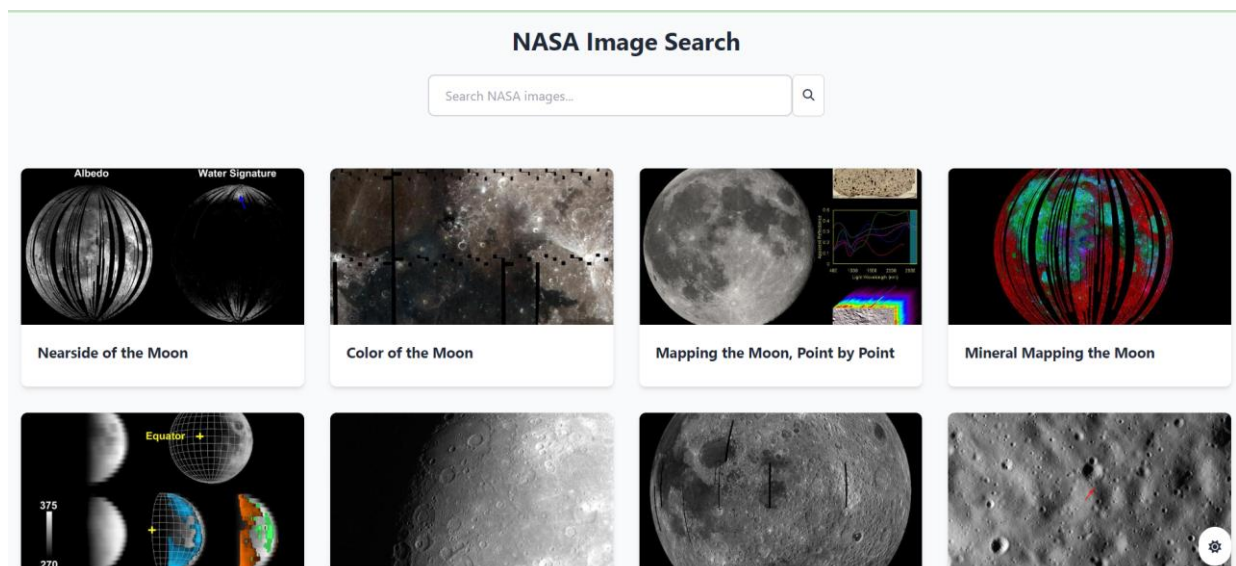 NASA Image Search
Search NASA images...
Albedo
Water Signature
Nearside of the Moon
Color of the Moon
Mapping the Moon, Point by Point
Mineral Mapping the Moon
Equator
375
270